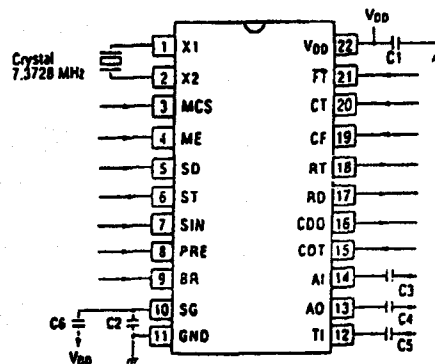 Crystal
7.3728 MHz
1 X1
2 X2
3 MCS
4 ME
5 SD
6 ST
7 SIN
8 PRE
9 BR
10 SG
11 GND
C6
C2
VDD
VDD
C1
VDD 22
FT 21
CT 20
CF 19
RT 18
RD 17
CDO 16
CDT 15
AI 14
AO 13
TI 12
C3
C4
C5